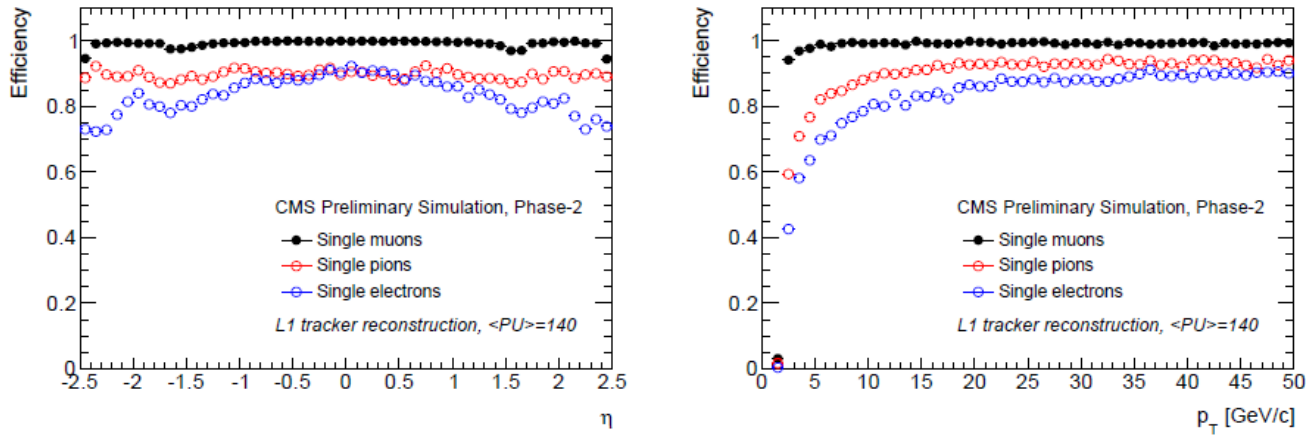 Efficiency
1
0.8
0.6
0.4
0.2
0
CMS Preliminary Simulation, Phase-2
Single muons
Single pions
Single electrons
L1 tracker reconstruction, <PU>=140
-2.5 -2 -1.5 -1 -0.5 0 0.5 1 1.5 2 2.5
η
Efficiency
1
0.8
0.6
0.4
0.2
0
CMS Preliminary Simulation, Phase-2
Single muons
Single pions
Single electrons
L1 tracker reconstruction, <PU>=140
0 5 10 15 20 25 30 35 40 45 50
p_T [GeV/c]